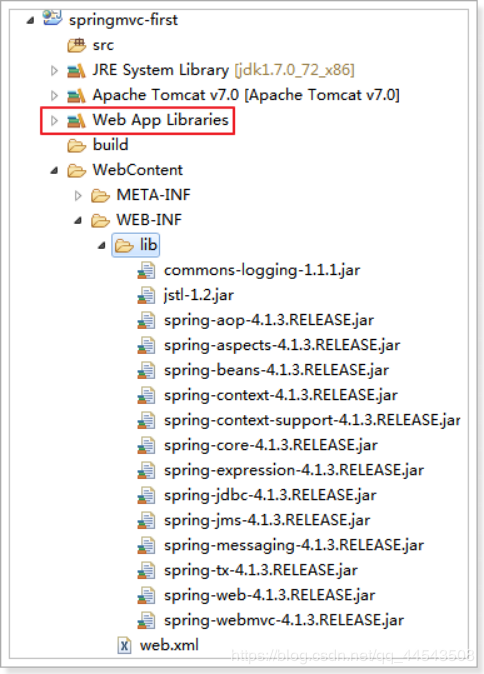 springmvc-first
src
JRE System Library [jdk1.7.0_72_x86]
Apache Tomcat v7.0 [Apache Tomcat v7.0]
Web App Libraries
build
WebContent
META-INF
WEB-INF
lib
commons-logging-1.1.1.jar
jstl-1.2.jar
spring-aop-4.1.3.RELEASE.jar
spring-aspects-4.1.3.RELEASE.jar
spring-beans-4.1.3.RELEASE.jar
spring-context-4.1.3.RELEASE.jar
spring-context-support-4.1.3.RELEASE.jar
spring-core-4.1.3.RELEASE.jar
spring-expression-4.1.3.RELEASE.jar
spring-jdbc-4.1.3.RELEASE.jar
spring-jms-4.1.3.RELEASE.jar
spring-messaging-4.1.3.RELEASE.jar
spring-tx-4.1.3.RELEASE.jar
spring-web-4.1.3.RELEASE.jar
spring-webmvc-4.1.3.RELEASE.jar
web.xml
https://blog.csdn.net/qq_44543508